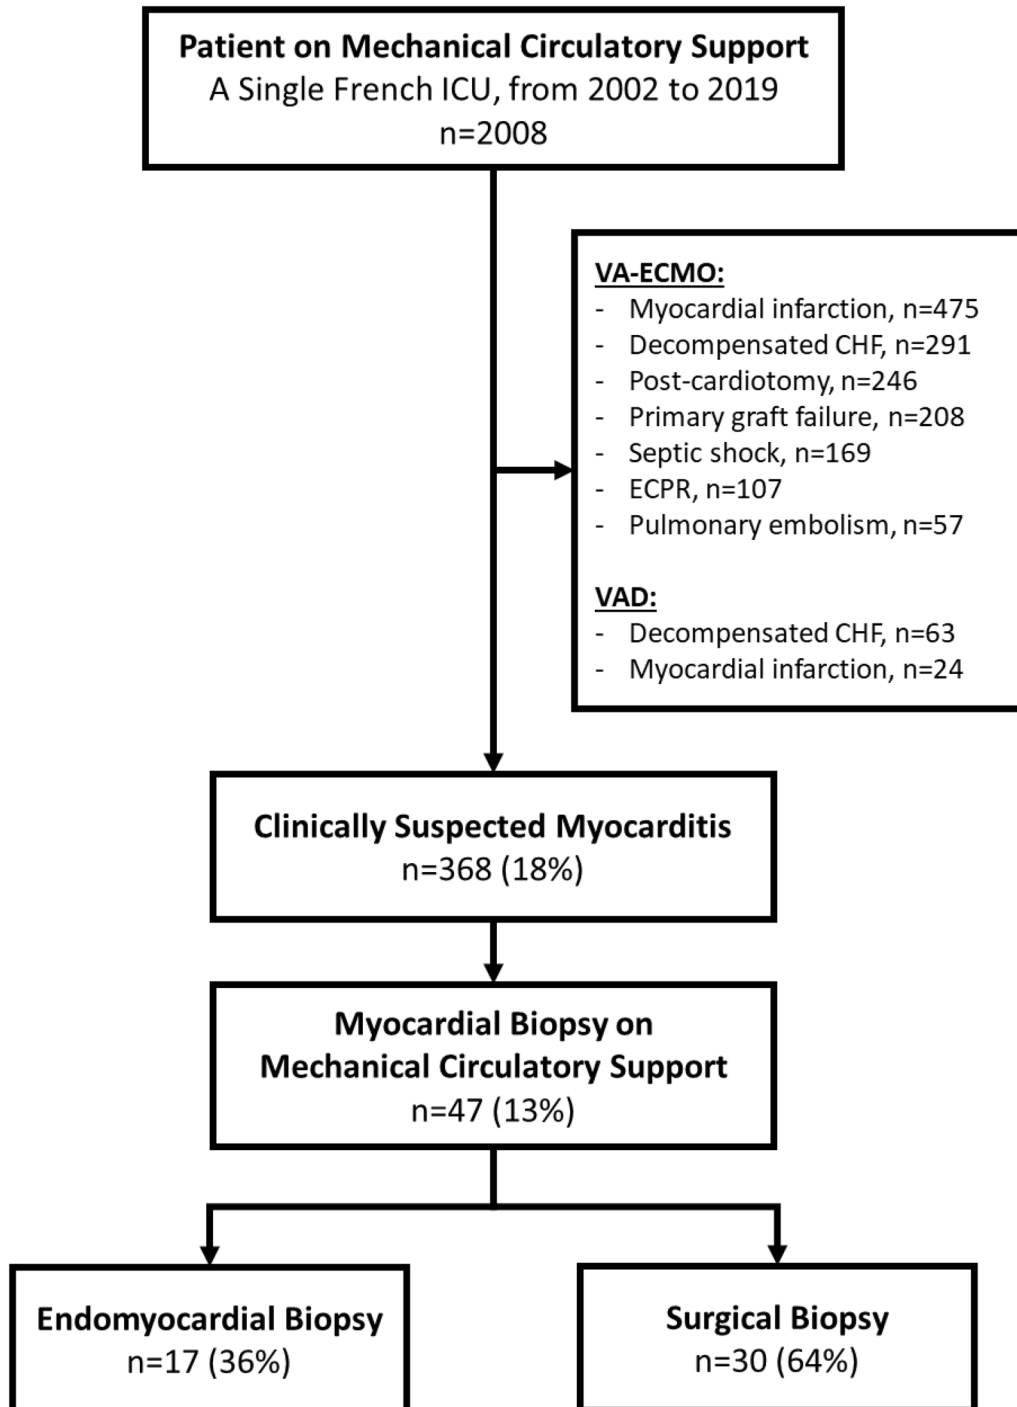 Patient on Mechanical Circulatory Support
A Single French ICU, from 2002 to 2019
n=2008
VA-ECMO:
- Myocardial infarction, n=475
- Decompensated CHF, n=291
- Post-cardiotomy, n=246
- Primary graft failure, n=208
- Septic shock, n=169
- ECPR, n=107
- Pulmonary embolism, n=57
VAD:
- Decompensated CHF, n=63
- Myocardial infarction, n=24
Clinically Suspected Myocarditis
n=368 (18%)
Myocardial Biopsy on
Mechanical Circulatory Support
n=47 (13%)
Endomyocardial Biopsy
n=17 (36%)
Surgical Biopsy
n=30 (64%)